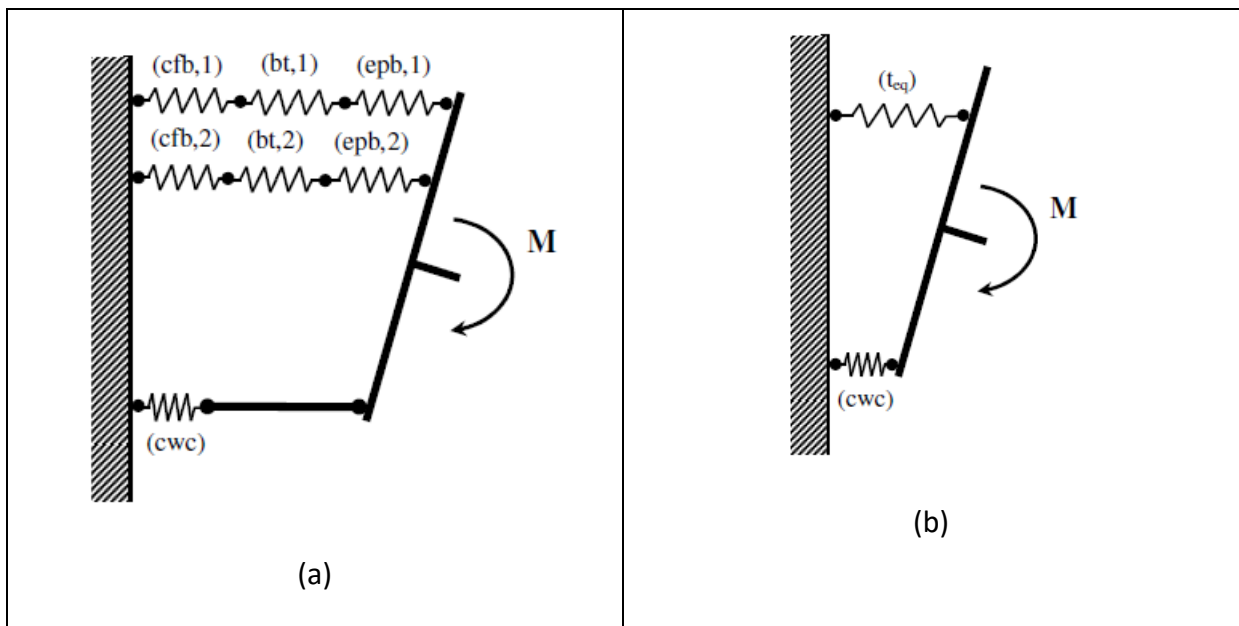 (cfb,1) (bt,1) (epb,1)
(cfb,2) (bt,2) (epb,2)
M
(cwc)
(a)
(teq)
M
(cwc)
(b)